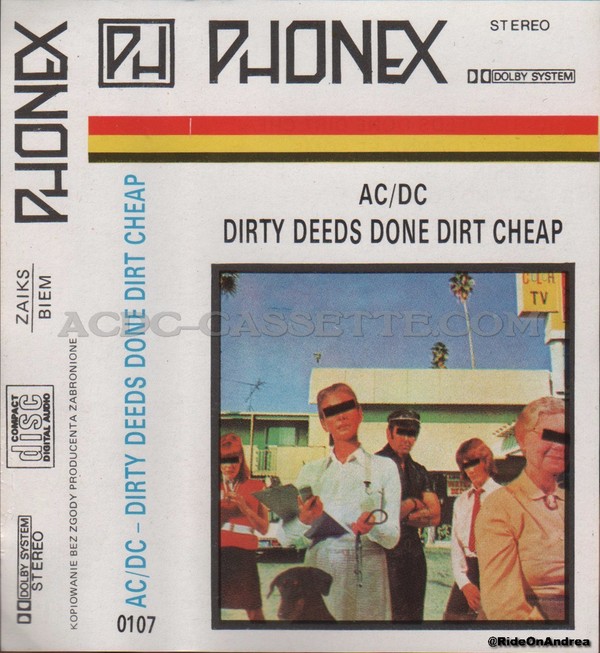 PHONEX
ZAIKS
BIEM
COMPACT
disc
DIGITAL AUDIO
DOLBY SYSTEM
STEREO
KOPIOWANIE BEZ ZGODY PRODUCENTA ZABRONIONE
AC/DC – DIRTY DEEDS DONE DIRT CHEAP
0107
PH PHONEX
STEREO
DOLBY SYSTEM
AC/DC
DIRTY DEEDS DONE DIRT CHEAP
TV
ACDC-CASSETTE.COM
@RideOnAndrea